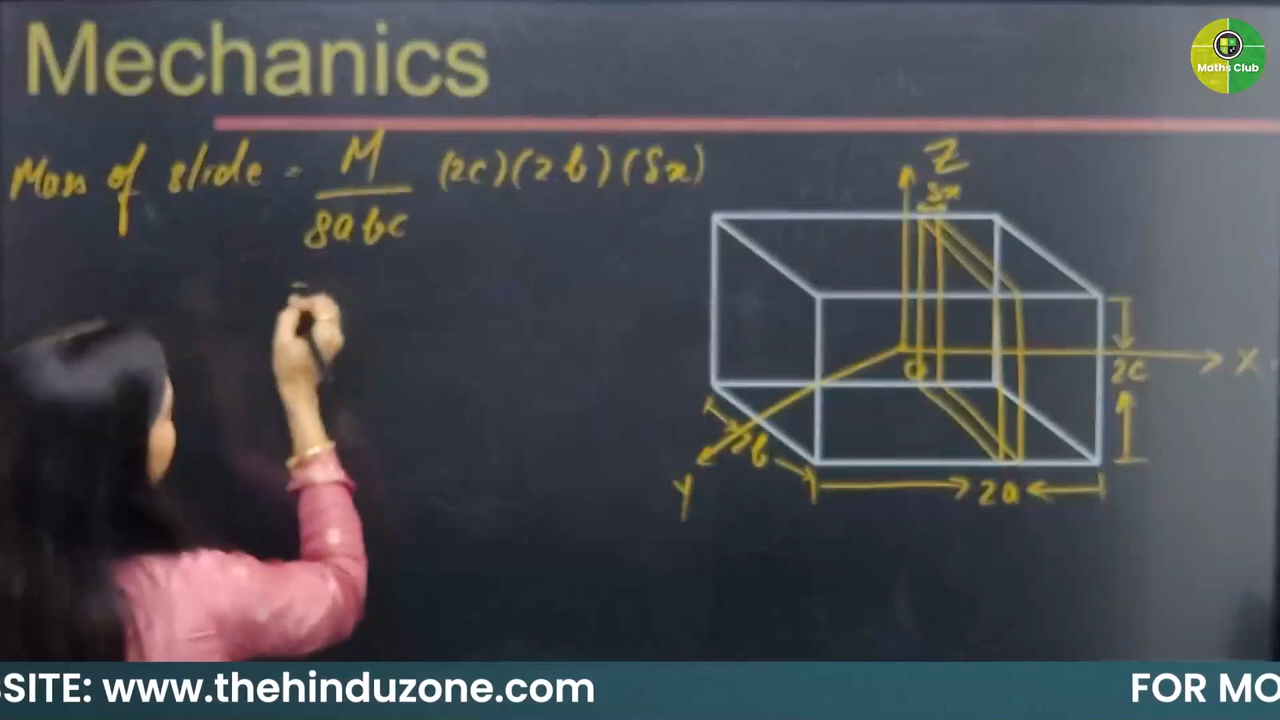 Mechanics
Maths Club
Mass of slide = M/8abc (2c)(2b)(δx)
Z
δx
O
X
2c
2b
Y
2a
SITE: www.thehinduzone.com
FOR MO